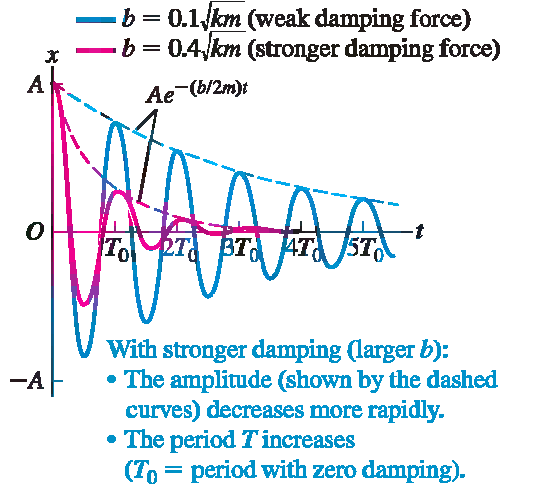 b = 0.1√km (weak damping force)
b = 0.4√km (stronger damping force)
x
A
Ae^−(b/2m)t
O
T₀ 2T₀ 3T₀ 4T₀ 5T₀
t
−A
With stronger damping (larger b):
• The amplitude (shown by the dashed
curves) decreases more rapidly.
• The period T increases
(T₀ = period with zero damping).